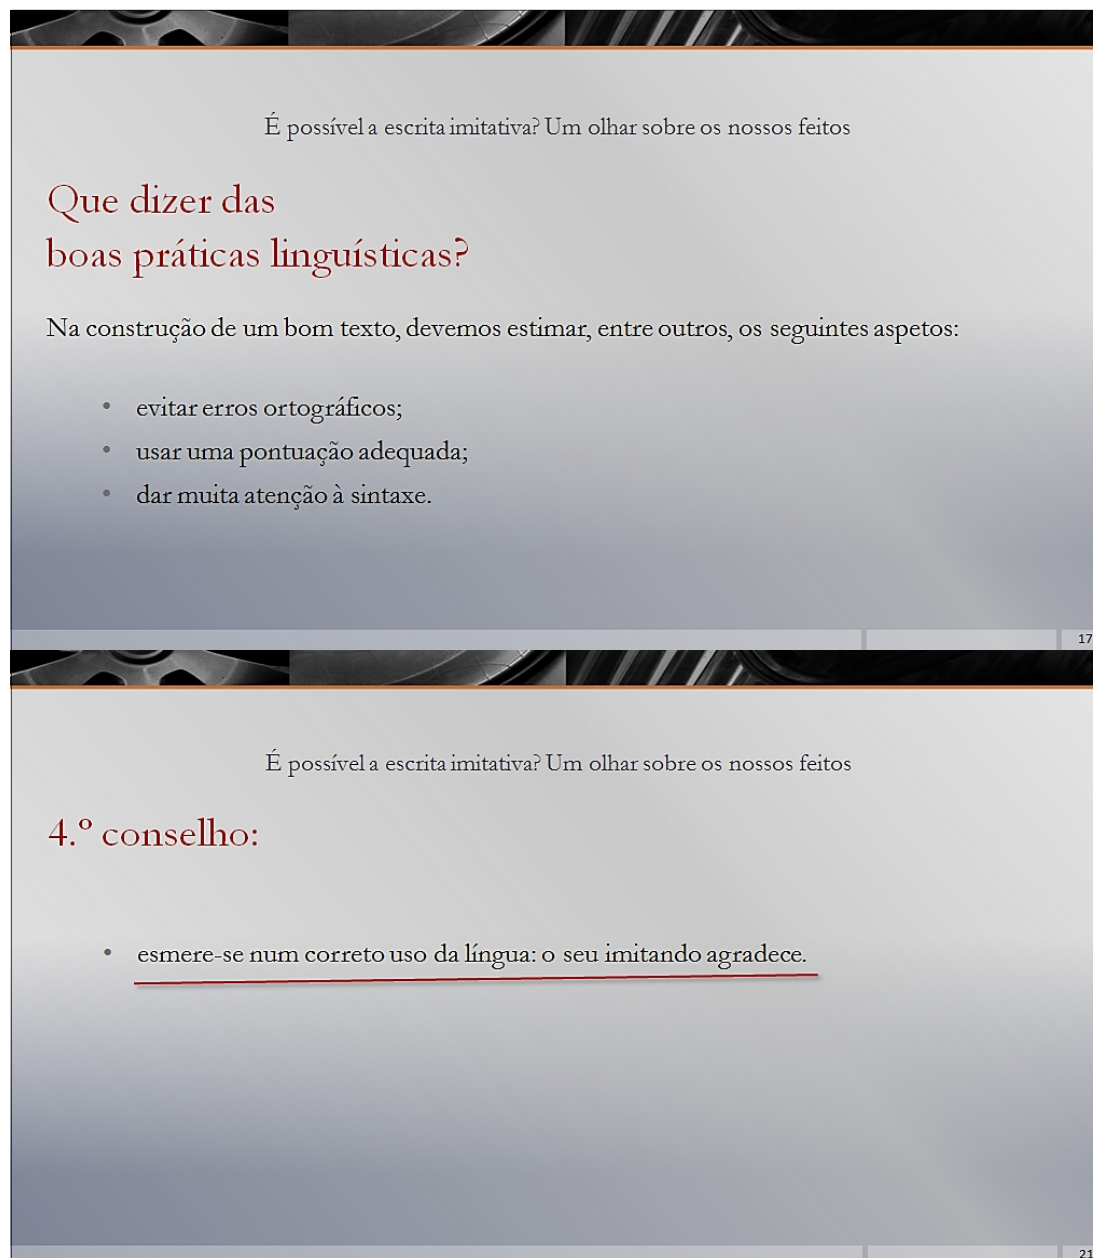 É possível a escrita imitativa? Um olhar sobre os nossos feitos
Que dizer das
boas práticas linguísticas?
Na construção de um bom texto, devemos estimar, entre outros, os seguintes aspetos:
• evitar erros ortográficos;
• usar uma pontuação adequada;
• dar muita atenção à sintaxe.
17
É possível a escrita imitativa? Um olhar sobre os nossos feitos
4.º conselho:
• esmere-se num correto uso da língua: o seu imitando agradece.
21